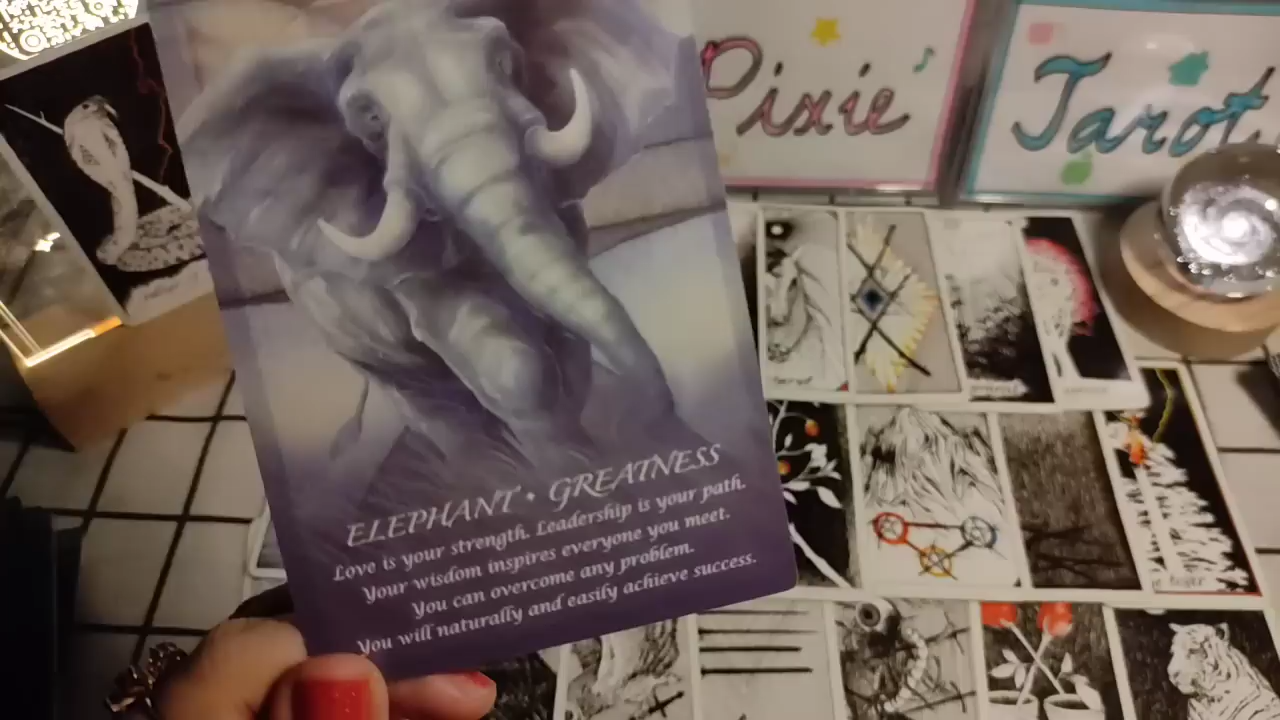 Pixie
Tarot
ELEPHANT • GREATNESS
Love is your strength. Leadership is your path.
Your wisdom inspires everyone you meet.
You can overcome any problem.
You will naturally and easily achieve success.